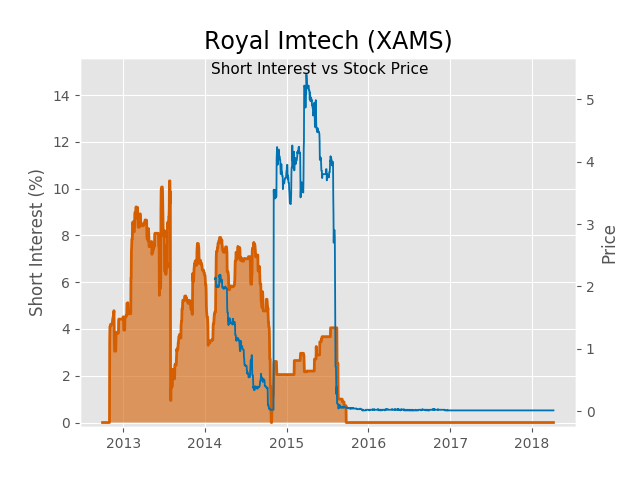 Royal Imtech (XAMS)
Short Interest vs Stock Price
Short Interest (%)
14
12
10
8
6
4
2
0
5
4
3
2
1
0
Price
2013 2014 2015 2016 2017 2018